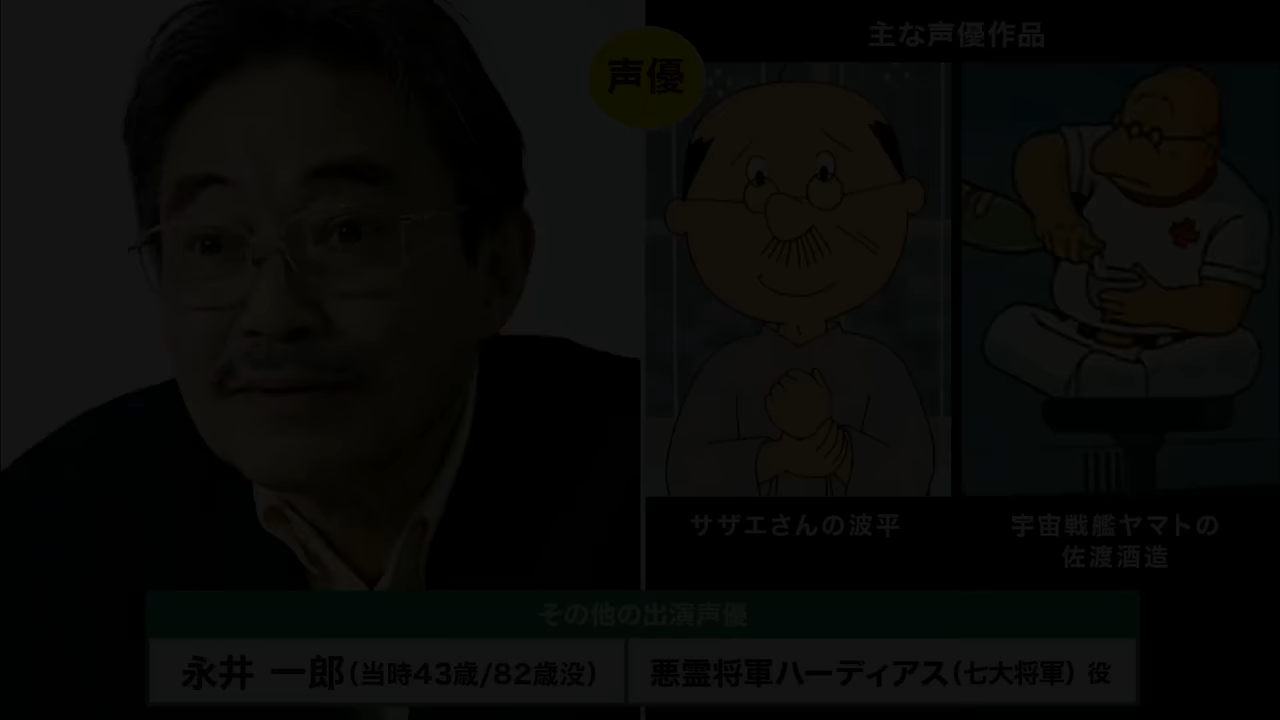 声優
主な声優作品
サザエさんの波平
宇宙戦艦ヤマトの
佐渡酒造
その他の出演声優
永井 一郎(当時43歳/82歳没)
悪霊将軍ハーディアス(七大将軍) 役